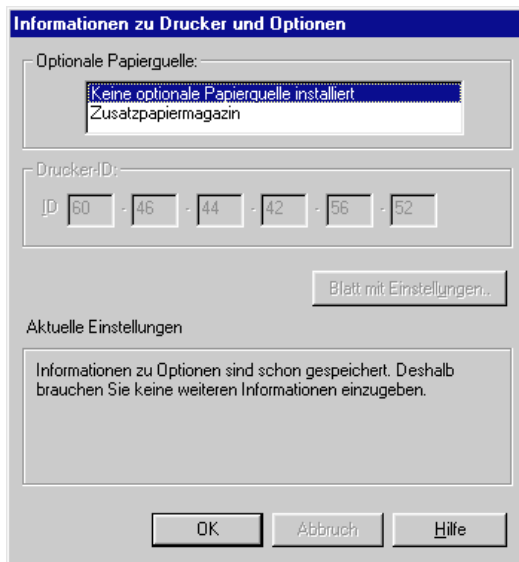 Informationen zu Drucker und Optionen
Optionale Papierquelle:
Keine optionale Papierquelle installiert
Zusatzpapiermagazin
Drucker-ID:
ID 60 - 46 - 44 - 42 - 56 - 52
Blatt mit Einstellungen..
Aktuelle Einstellungen
Informationen zu Optionen sind schon gespeichert. Deshalb
brauchen Sie keine weiteren Informationen einzugeben.
OK Abbruch Hilfe